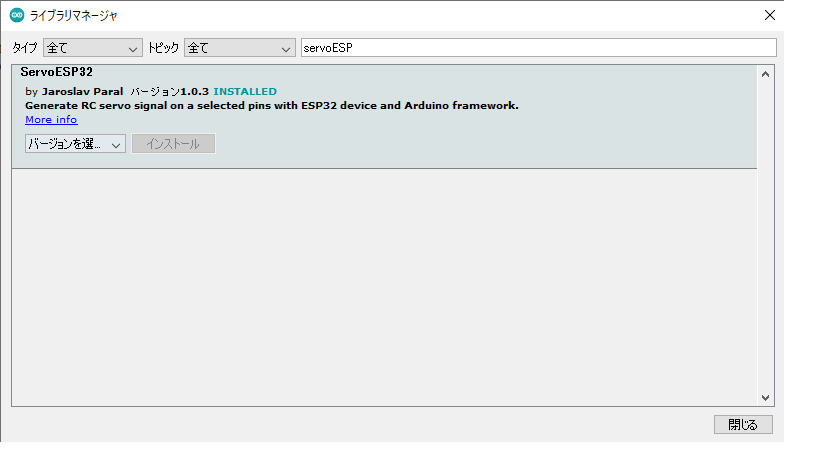 ライブラリマネージャ
タイプ 全て トピック 全て servoESP
ServoESP32
by Jaroslav Paral バージョン1.0.3 INSTALLED
Generate RC servo signal on a selected pins with ESP32 device and Arduino framework.
More info
バージョンを選... インストール
閉じる